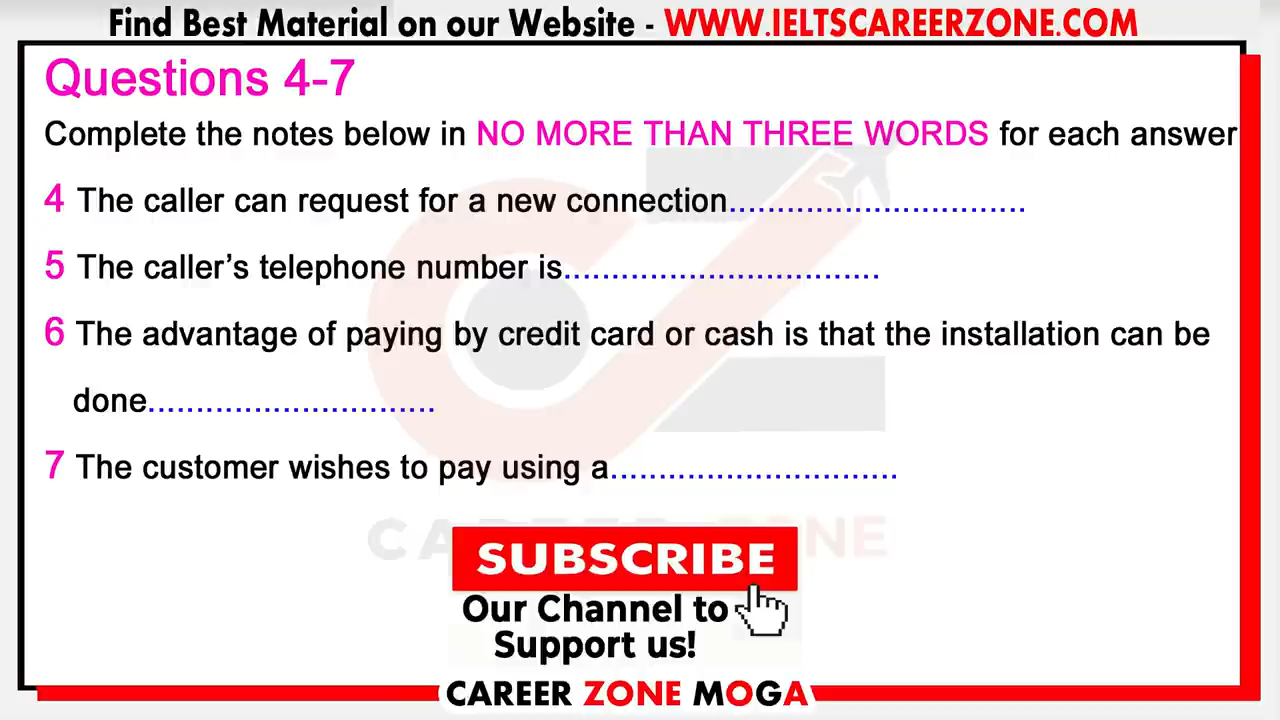 Find Best Material on our Website - WWW.IELTSCAREERZONE.COM
Questions 4-7
Complete the notes below in NO MORE THAN THREE WORDS for each answer
4 The caller can request for a new connection...............................
5 The caller’s telephone number is.................................
6 The advantage of paying by credit card or cash is that the installation can be
done..............................
7 The customer wishes to pay using a..............................
CAREER ZONE
SUBSCRIBE
Our Channel to
Support us!
CAREER ZONE MOGA